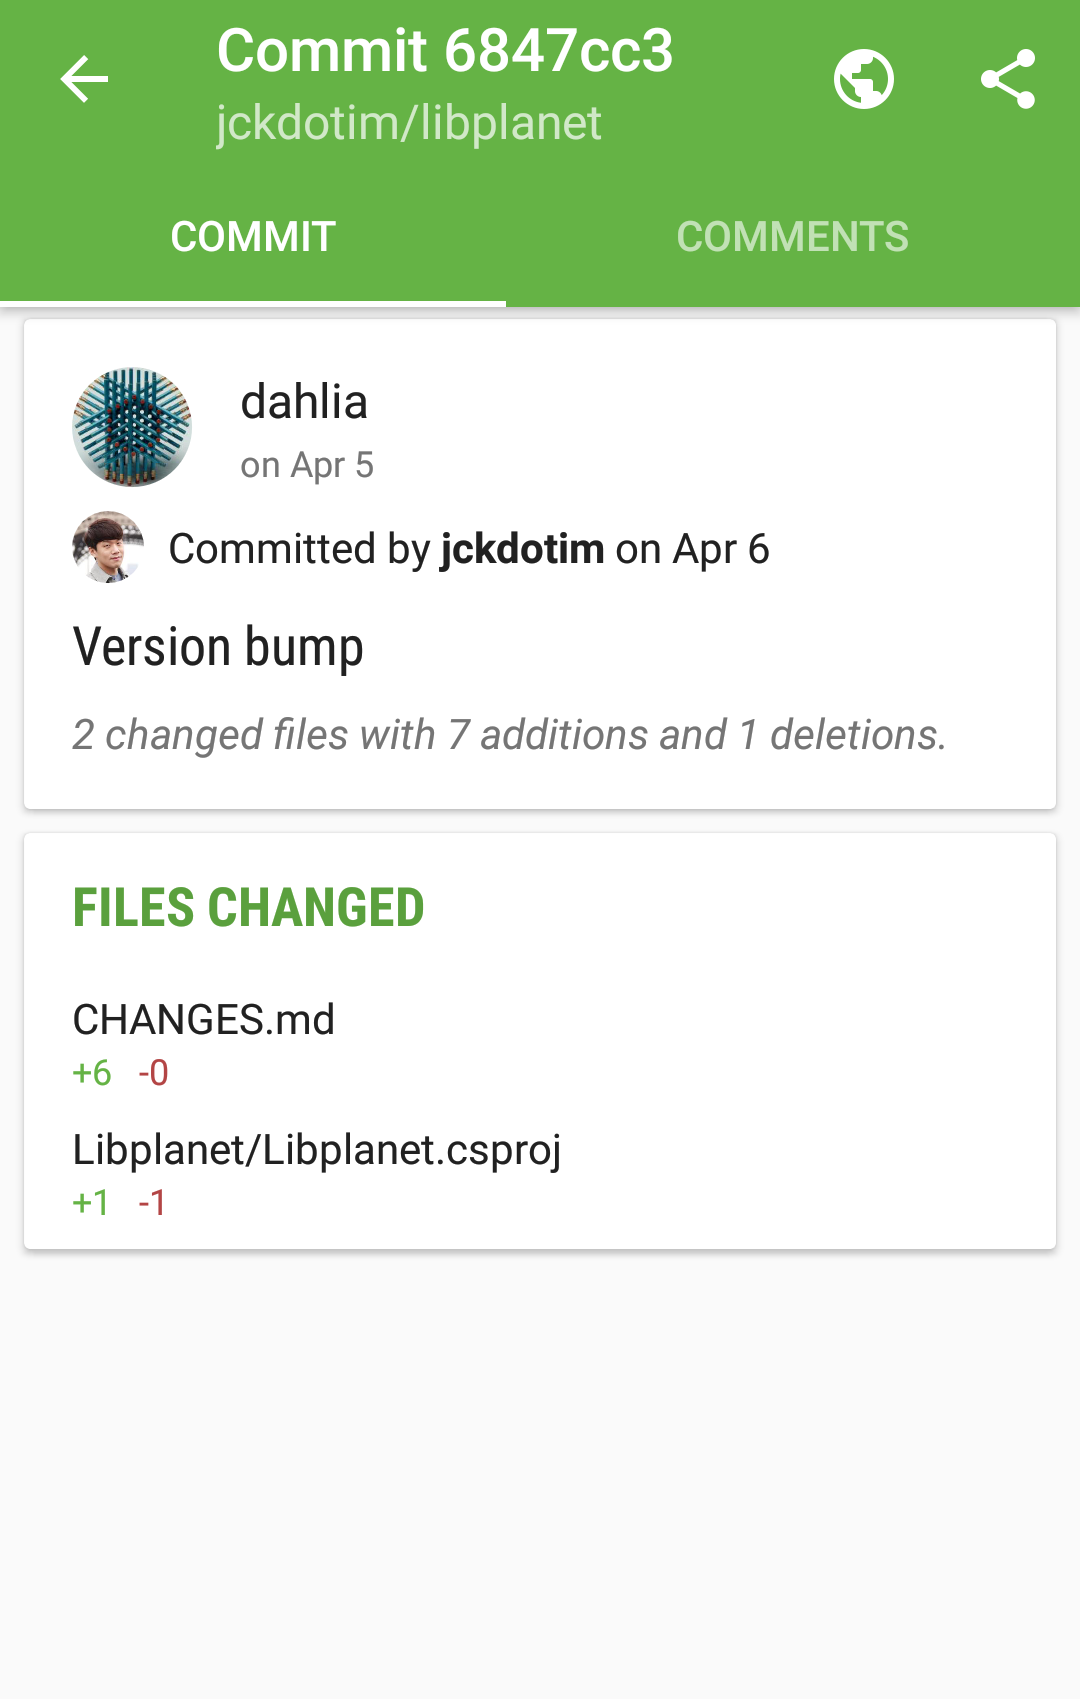 Commit 6847cc3
jckdotim/libplanet
COMMIT
COMMENTS
dahlia
on Apr 5
Committed by jckdotim on Apr 6
Version bump
2 changed files with 7 additions and 1 deletions.
FILES CHANGED
CHANGES.md
+6 -0
Libplanet/Libplanet.csproj
+1 -1